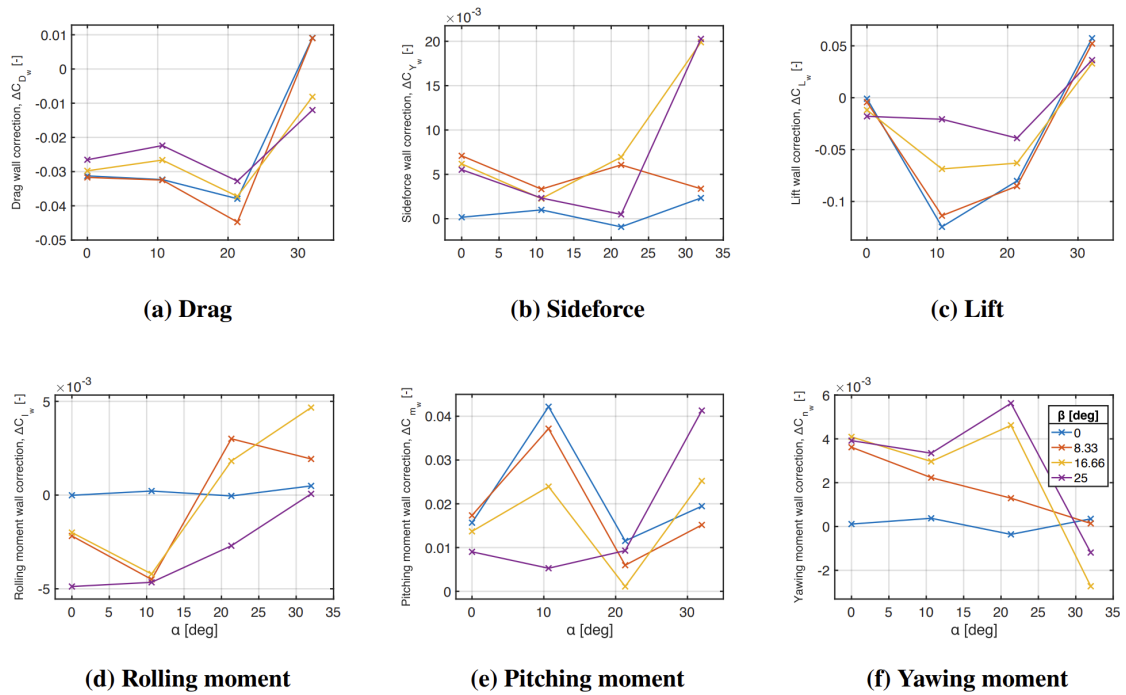 Drag wall correction, ΔC_D_w [-]
0.01
0
-0.01
-0.02
-0.03
-0.04
-0.05
0 10 20 30
(a) Drag
×10⁻³
Sideforce wall correction, ΔC_Y_w [-]
20
15
10
5
0
0 5 10 15 20 25 30 35
(b) Sideforce
Lift wall correction, ΔC_L_w [-]
0.05
0
-0.05
-0.1
0 10 20 30
(c) Lift
×10⁻³
Rolling moment wall correction, ΔC_l_w [-]
5
0
-5
0 5 10 15 20 25 30 35
α [deg]
(d) Rolling moment
Pitching moment wall correction, ΔC_m_w [-]
0.04
0.03
0.02
0.01
0
0 10 20 30
α [deg]
(e) Pitching moment
×10⁻³
Yawing moment wall correction, ΔC_n_w [-]
6
4
2
0
-2
0 5 10 15 20 25 30 35
α [deg]
β [deg]
0
8.33
16.66
25
(f) Yawing moment